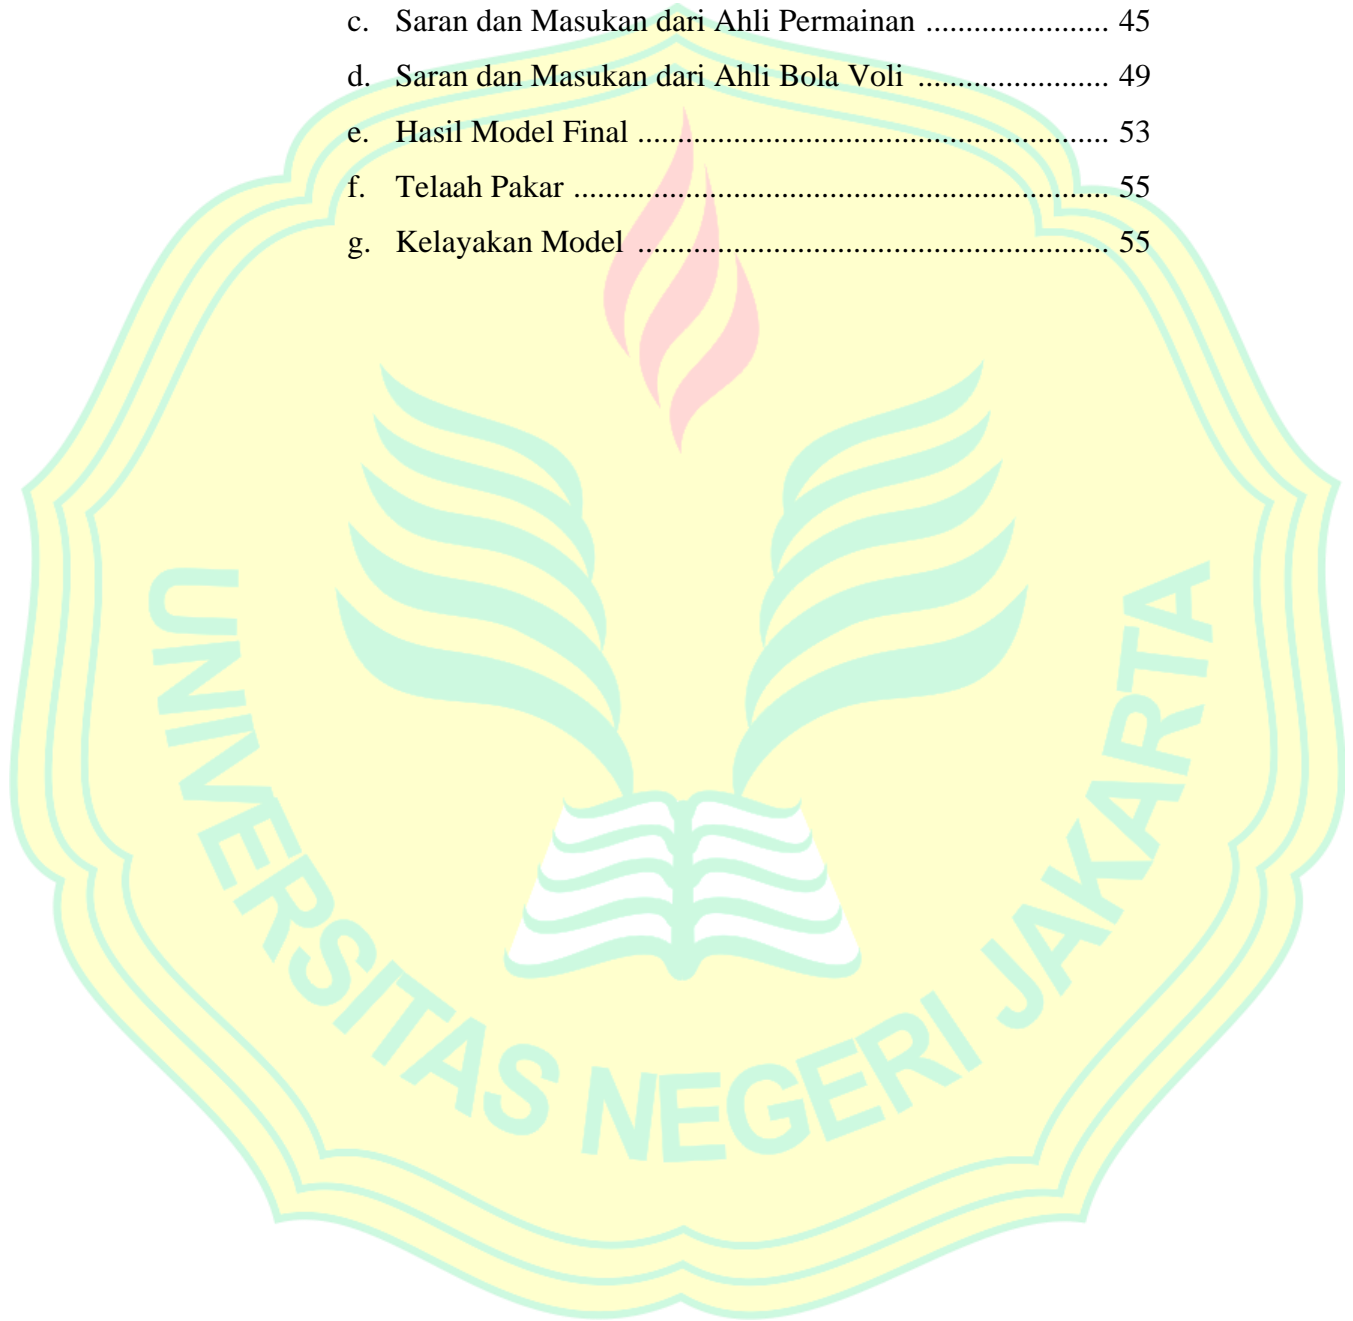 c. Saran dan Masukan dari Ahli Permainan ....................... 45
d. Saran dan Masukan dari Ahli Bola Voli ........................ 49
e. Hasil Model Final ........................................................... 53
f. Telaah Pakar ................................................................... 55
g. Kelayakan Model ........................................................... 55
UNIVERSITAS NEGERI JAKARTA